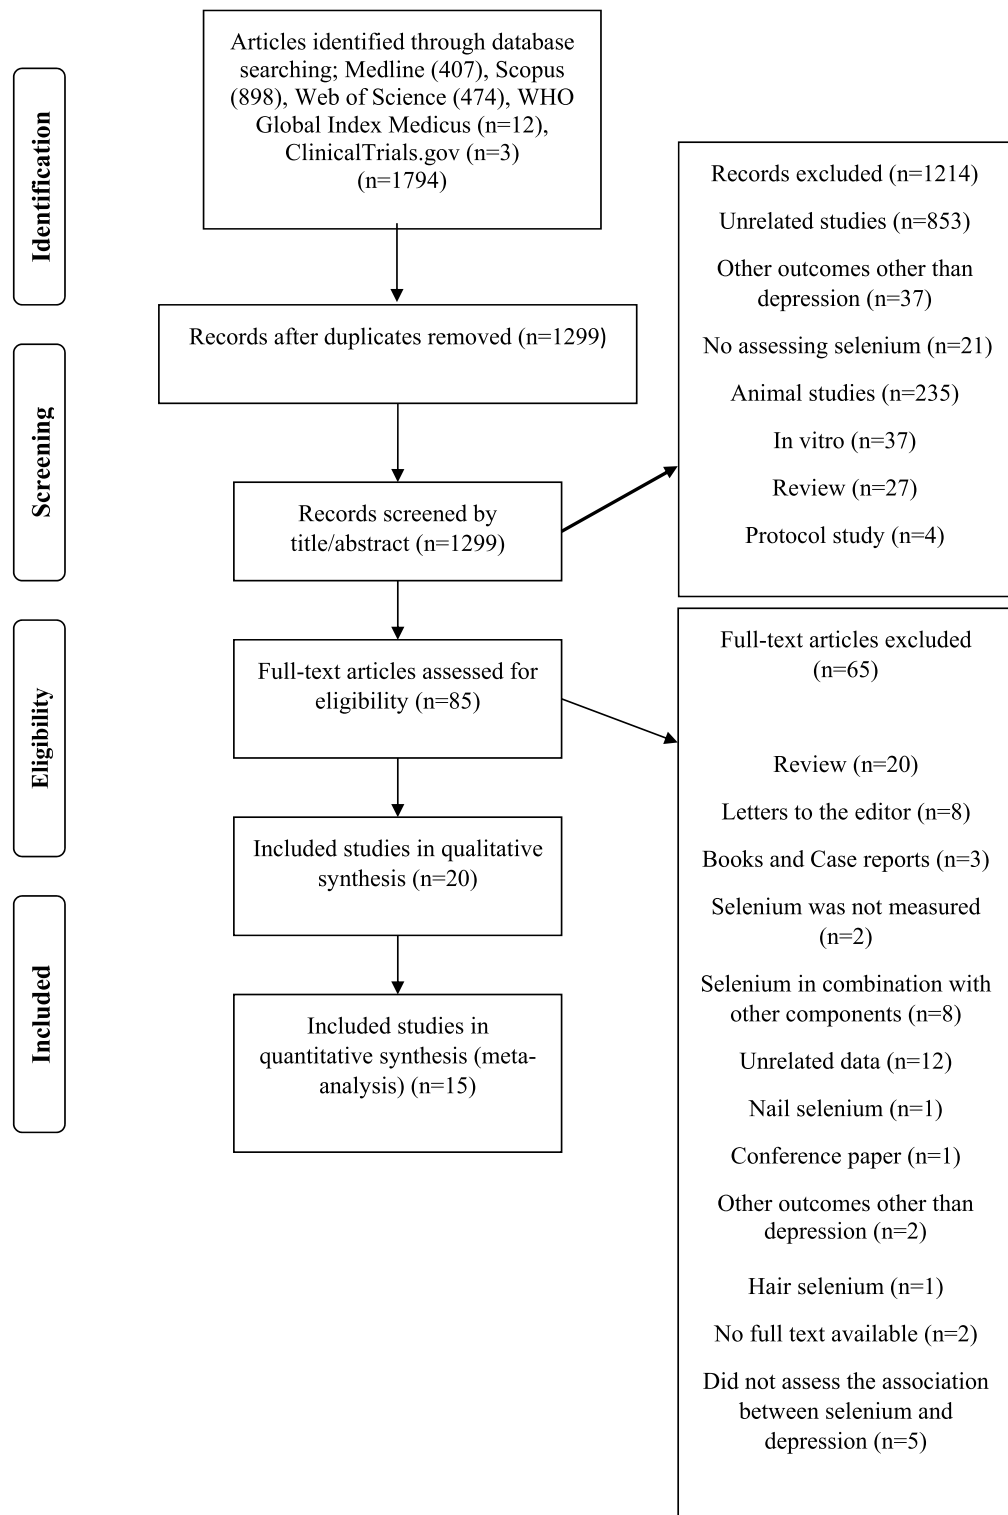 Identification
Articles identified through database
searching; Medline (407), Scopus
(898), Web of Science (474), WHO
Global Index Medicus (n=12),
ClinicalTrials.gov (n=3)
(n=1794)
Records after duplicates removed (n=1299)
Screening
Records screened by
title/abstract (n=1299)
Records excluded (n=1214)
Unrelated studies (n=853)
Other outcomes other than
depression (n=37)
No assessing selenium (n=21)
Animal studies (n=235)
In vitro (n=37)
Review (n=27)
Protocol study (n=4)
Eligibility
Full-text articles assessed for
eligibility (n=85)
Full-text articles excluded
(n=65)
Review (n=20)
Letters to the editor (n=8)
Books and Case reports (n=3)
Selenium was not measured
(n=2)
Selenium in combination with
other components (n=8)
Unrelated data (n=12)
Nail selenium (n=1)
Conference paper (n=1)
Other outcomes other than
depression (n=2)
Hair selenium (n=1)
No full text available (n=2)
Did not assess the association
between selenium and
depression (n=5)
Included studies in qualitative
synthesis (n=20)
Included
Included studies in
quantitative synthesis (meta-
analysis) (n=15)